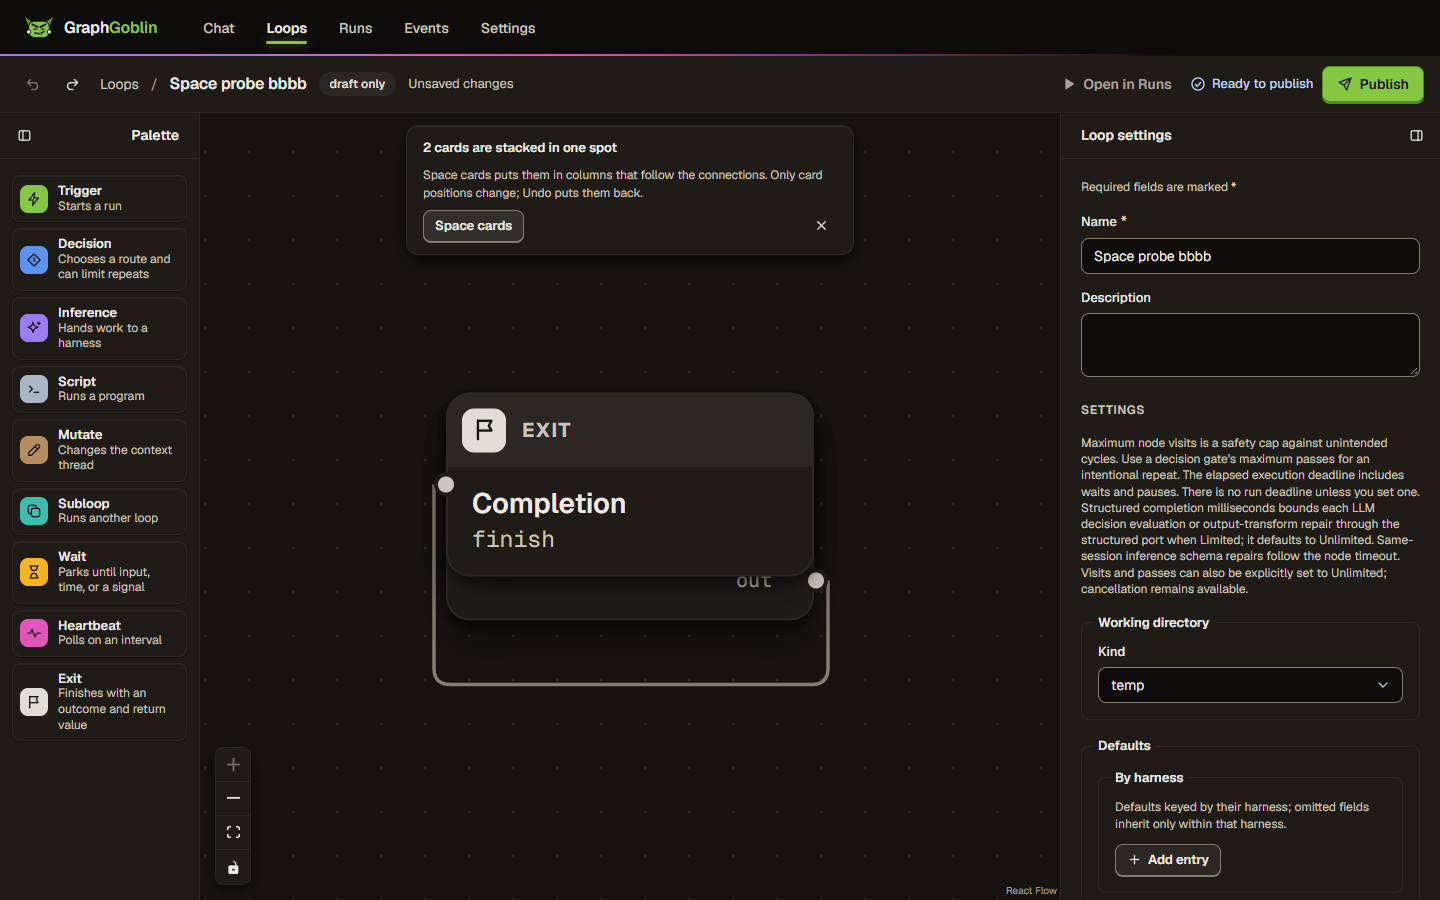 GraphGoblin
Chat
Loops
Runs
Events
Settings
Loops / Space probe bbbb
draft only
Unsaved changes
Open in Runs
Ready to publish
Publish
Palette
Trigger
Starts a run
Decision
Chooses a route and
can limit repeats
Inference
Hands work to a
harness
Script
Runs a program
Mutate
Changes the context
thread
Subloop
Runs another loop
Wait
Parks until input,
time, or a signal
Heartbeat
Polls on an interval
Exit
Finishes with an
outcome and return
value
2 cards are stacked in one spot
Space cards puts them in columns that follow the connections. Only card
positions change; Undo puts them back.
Space cards
EXIT
Completion
finish
out
React Flow
Loop settings
Required fields are marked *
Name *
Space probe bbbb
Description
SETTINGS
Maximum node visits is a safety cap against unintended
cycles. Use a decision gate's maximum passes for an
intentional repeat. The elapsed execution deadline includes
waits and pauses. There is no run deadline unless you set one.
Structured completion milliseconds bounds each LLM
decision evaluation or output-transform repair through the
structured port when Limited; it defaults to Unlimited. Same-
session inference schema repairs follow the node timeout.
Visits and passes can also be explicitly set to Unlimited;
cancellation remains available.
Working directory
Kind
temp
Defaults
By harness
Defaults keyed by their harness; omitted fields
inherit only within that harness.
Add entry